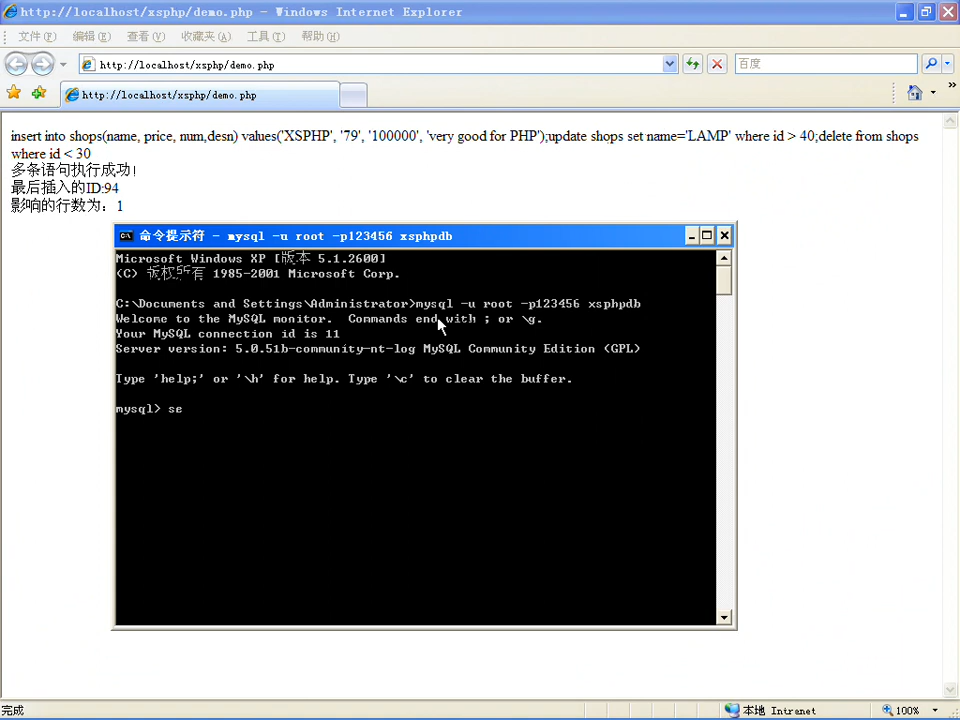 http://localhost/xsphp/demo.php - Windows Internet Explorer
文件(F) 编辑(E) 查看(V) 收藏夹(A) 工具(T) 帮助(H)
http://localhost/xsphp/demo.php
百度
http://localhost/xsphp/demo.php
insert into shops(name, price, num,desn) values('XSPHP', '79', '100000', 'very good for PHP');update shops set name='LAMP' where id > 40;delete from shops
where id < 30
多条语句执行成功!
最后插入的ID:94
影响的行数为：1
命令提示符 - mysql -u root -p123456 xsphpdb
Microsoft Windows XP [版本 5.1.2600]
(C) 版权所有 1985-2001 Microsoft Corp.
C:\Documents and Settings\Administrator>mysql -u root -p123456 xsphpdb
Welcome to the MySQL monitor.  Commands end with ; or \g.
Your MySQL connection id is 11
Server version: 5.0.51b-community-nt-log MySQL Community Edition (GPL)
Type 'help;' or '\h' for help. Type '\c' to clear the buffer.
mysql> se
完成
本地 Intranet
100%